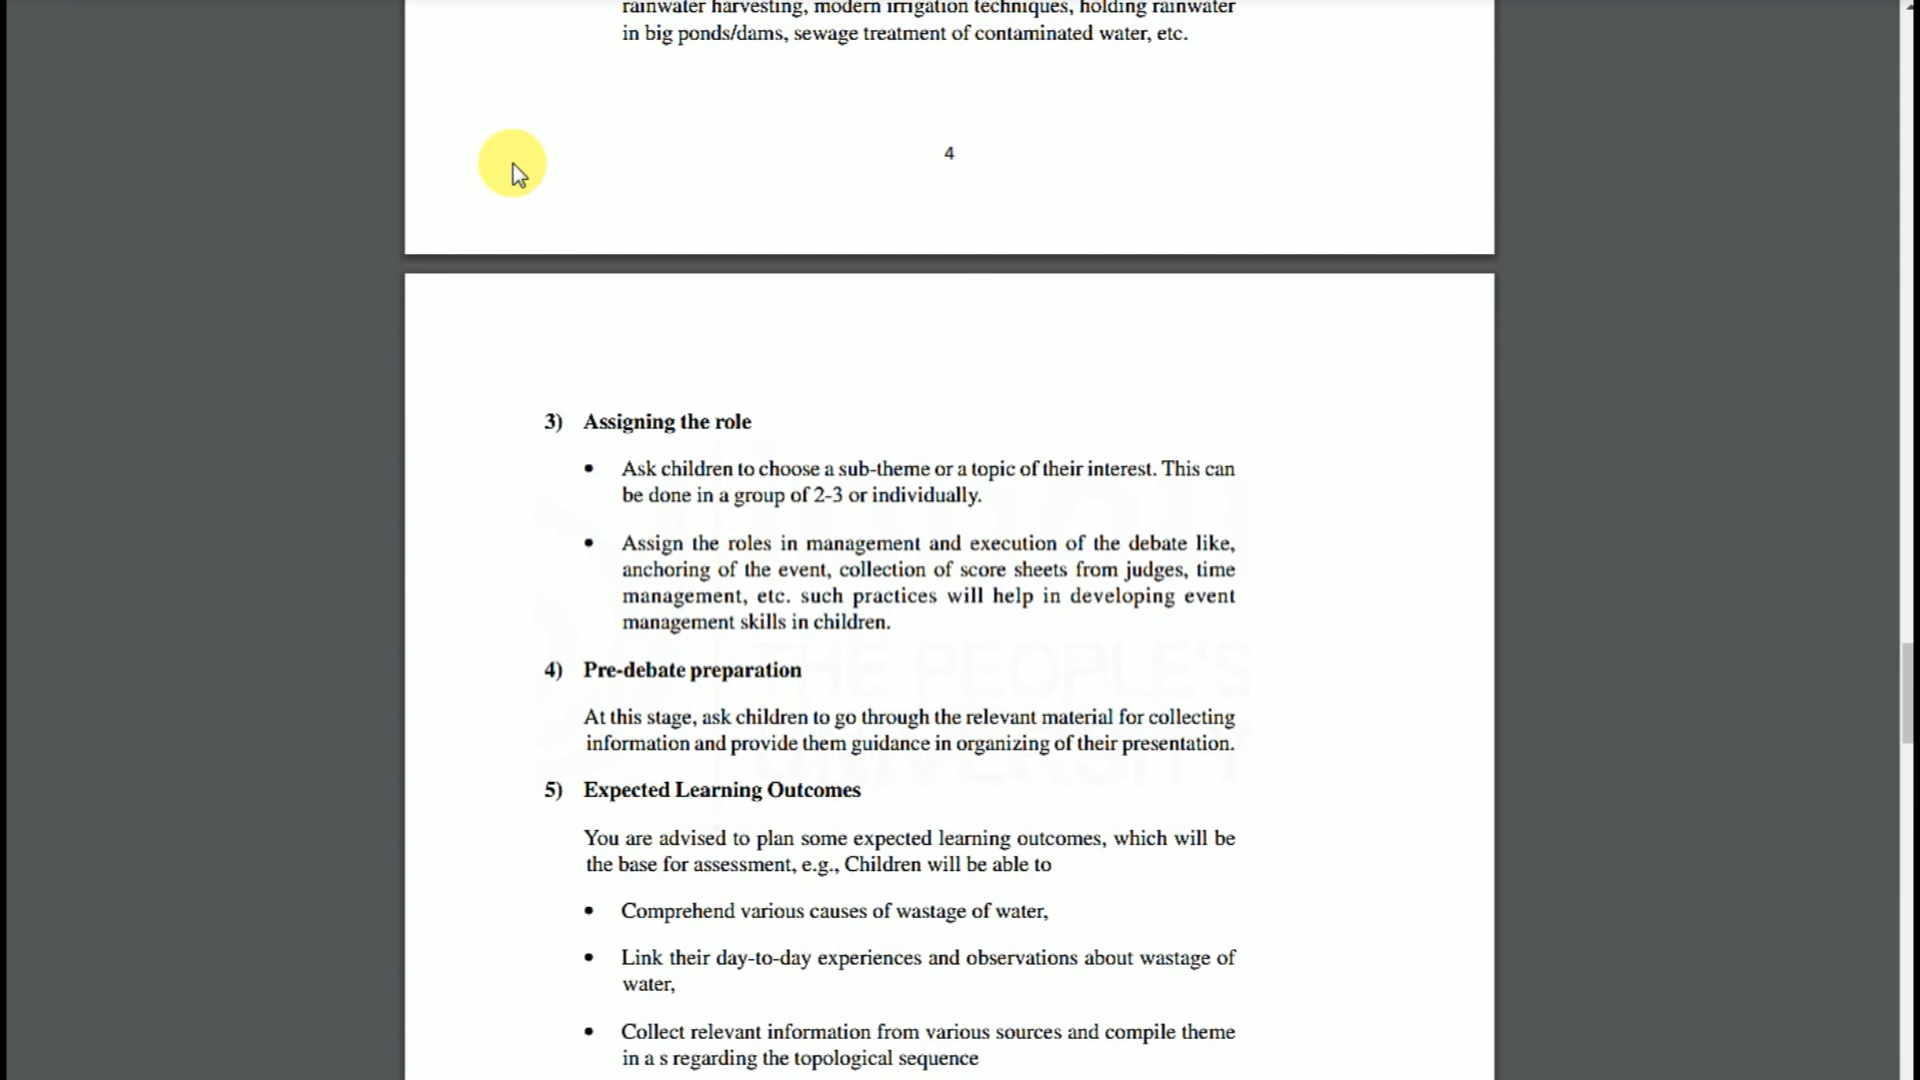 rainwater harvesting, modern irrigation techniques, holding rainwater
in big ponds/dams, sewage treatment of contaminated water, etc.
4
3) Assigning the role
• Ask children to choose a sub-theme or a topic of their interest. This can
be done in a group of 2-3 or individually.
• Assign the roles in management and execution of the debate like,
anchoring of the event, collection of score sheets from judges, time
management, etc. such practices will help in developing event
management skills in children.
THE PEOPLE'S
4) Pre-debate preparation
At this stage, ask children to go through the relevant material for collecting
information and provide them guidance in organizing of their presentation.
UNIVERSITY
5) Expected Learning Outcomes
You are advised to plan some expected learning outcomes, which will be
the base for assessment, e.g., Children will be able to
• Comprehend various causes of wastage of water,
• Link their day-to-day experiences and observations about wastage of
water,
• Collect relevant information from various sources and compile theme
in a s regarding the topological sequence